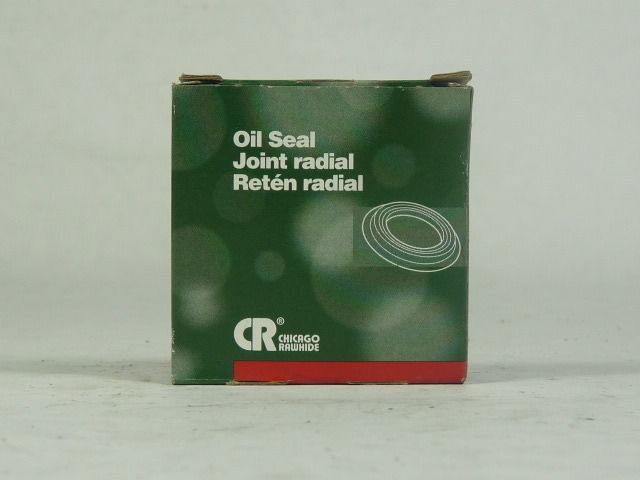 Oil Seal
Joint radial
Retén radial
CR®
CHICAGO
RAWHIDE